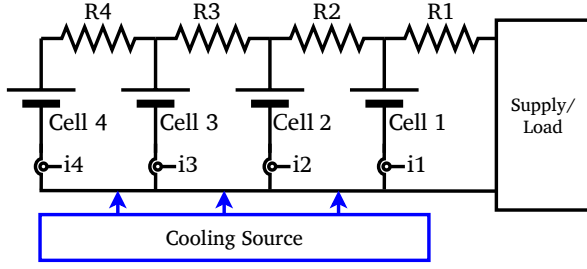 R4 R3 R2 R1
Supply/
Load
Cell 4 Cell 3 Cell 2 Cell 1
i4 i3 i2 i1
Cooling Source